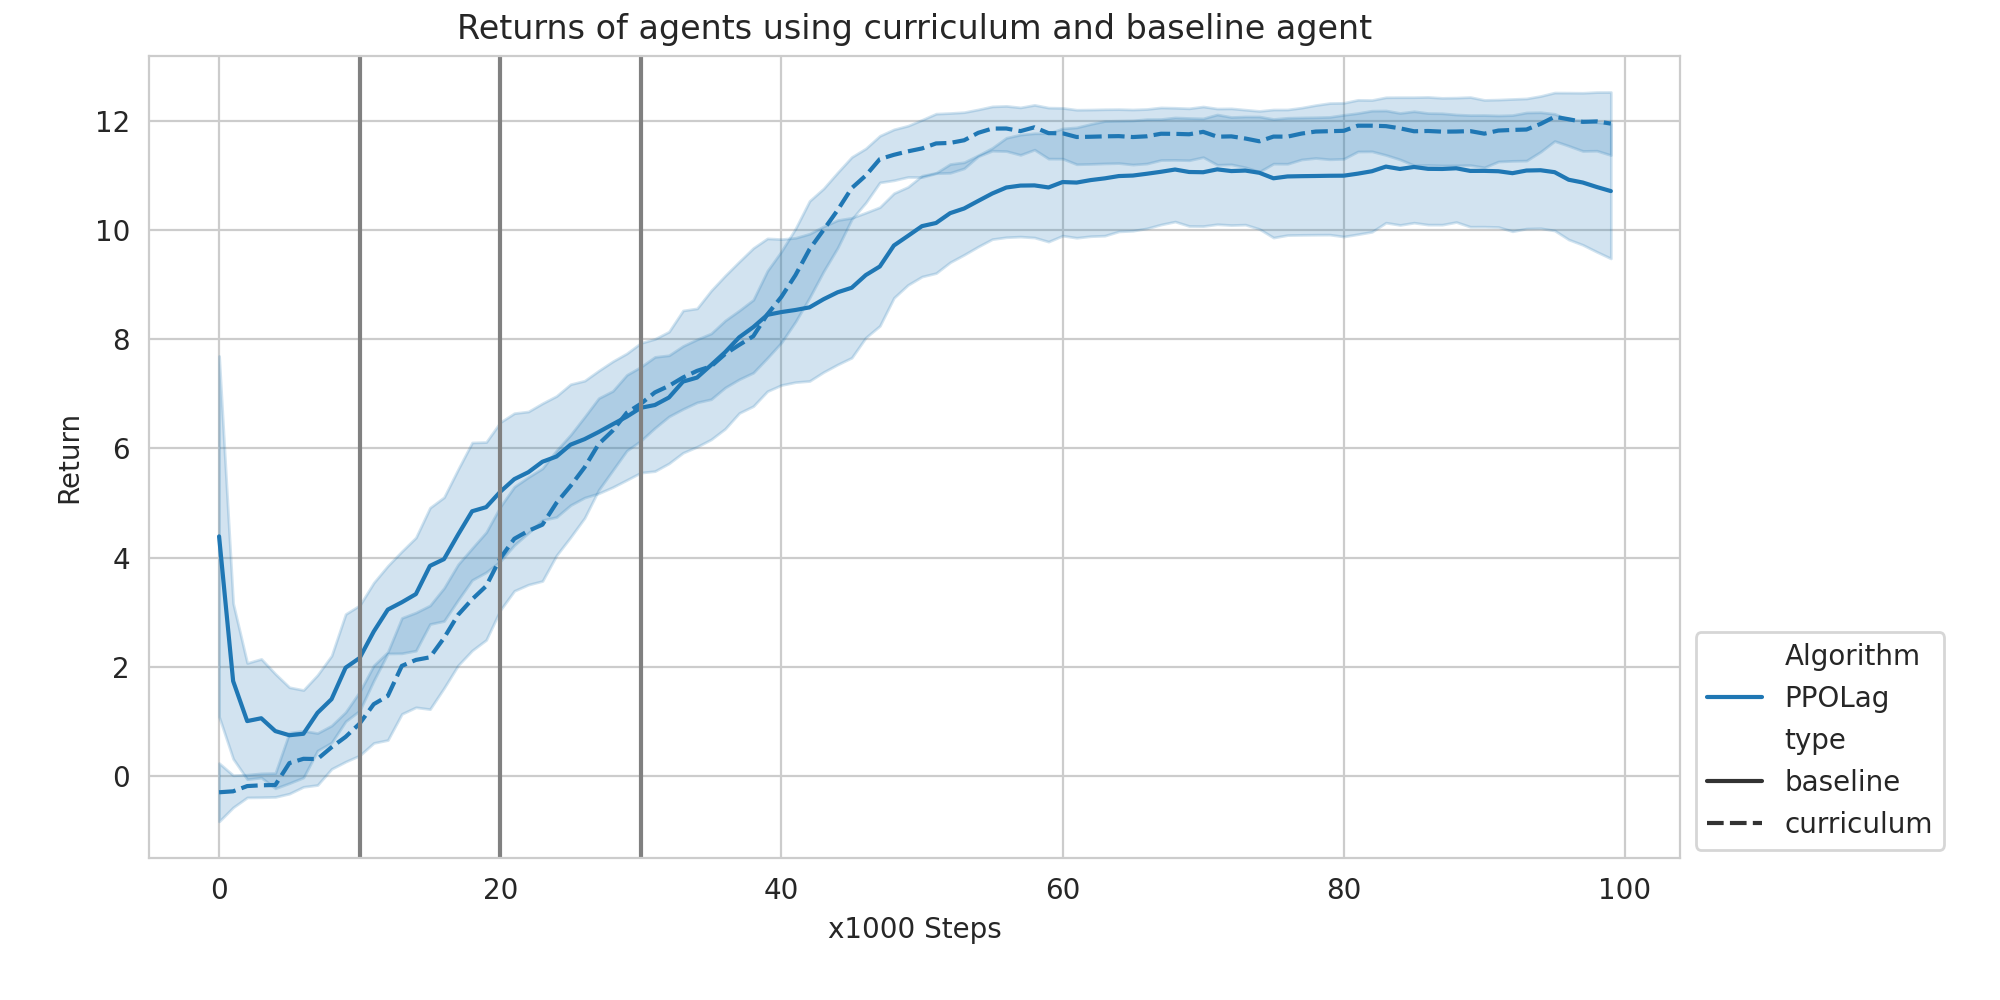 Returns of agents using curriculum and baseline agent
12
10
8
6
4
2
0
Return
0 20 40 60 80 100
x1000 Steps
Algorithm
PPOLag
type
baseline
curriculum